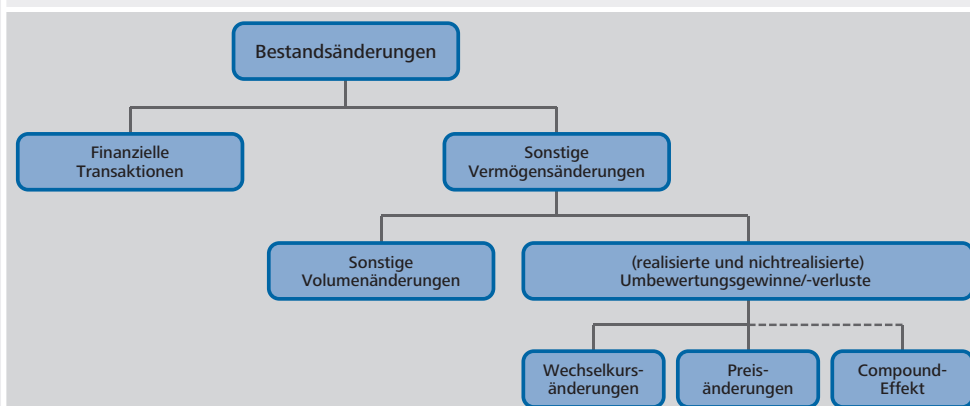 Bestandsänderungen
Finanzielle
Transaktionen
Sonstige
Vermögensänderungen
Sonstige
Volumenänderungen
(realisierte und nichtrealisierte)
Umbewertungsgewinne/-verluste
Wechselkurs-
änderungen
Preis-
änderungen
Compound-
Effekt